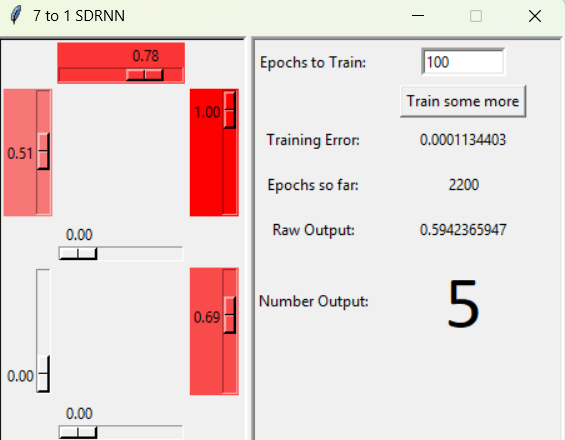 7 to 1 SDRNN
0.78
Epochs to Train: 100
Train some more
0.51
1.00
Training Error: 0.0001134403
Epochs so far: 2200
0.00
Raw Output: 0.5942365947
Number Output: 5
0.69
0.00
0.00